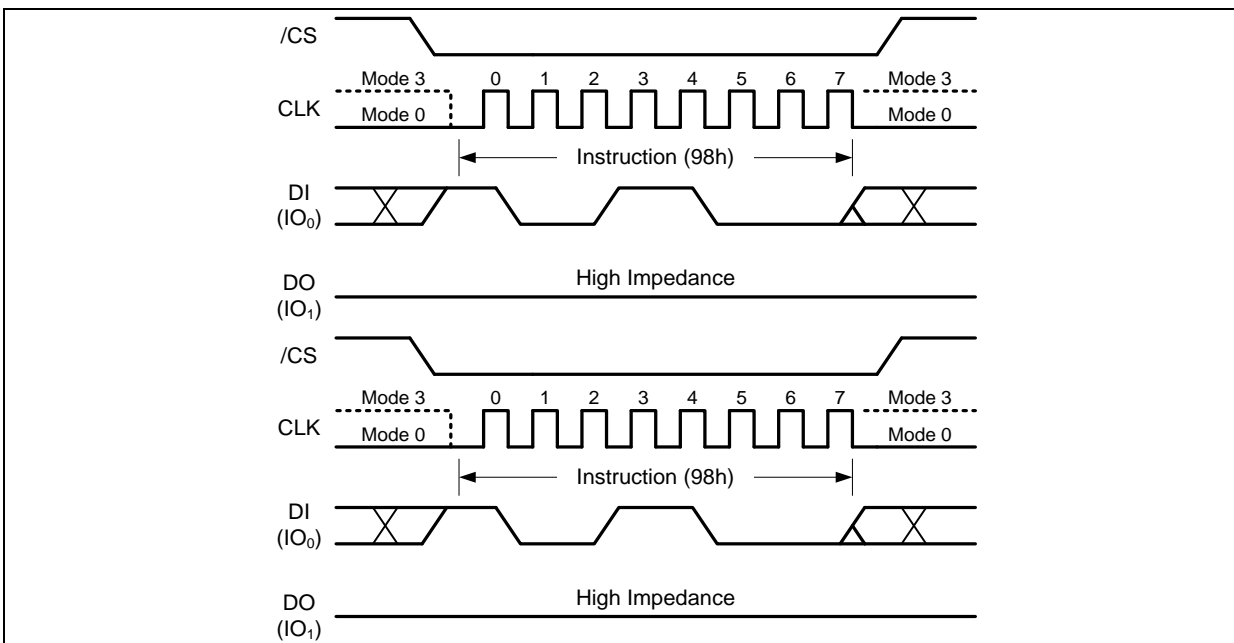 /CS
Mode 3 0 1 2 3 4 5 6 7 Mode 3
CLK
Mode 0 Mode 0
Instruction (98h)
DI
(IO₀)
High Impedance
DO
(IO₁)
/CS
Mode 3 0 1 2 3 4 5 6 7 Mode 3
CLK
Mode 0 Mode 0
Instruction (98h)
DI
(IO₀)
High Impedance
DO
(IO₁)